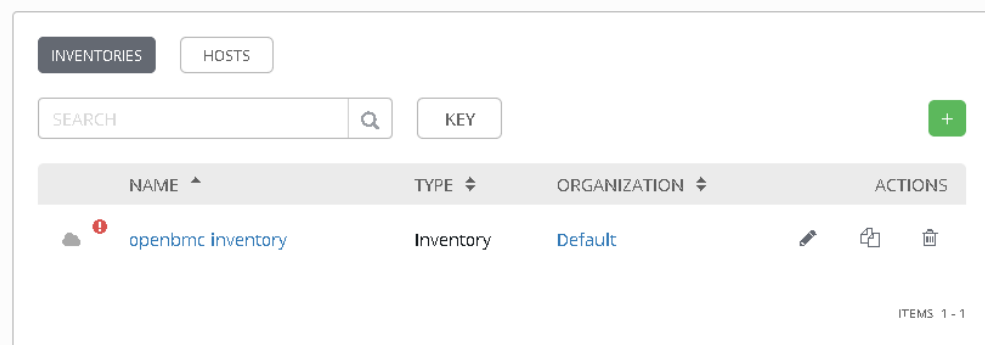 INVENTORIES HOSTS
SEARCH KEY +
NAME TYPE ORGANIZATION ACTIONS
! openbmc inventory Inventory Default
ITEMS 1 - 1